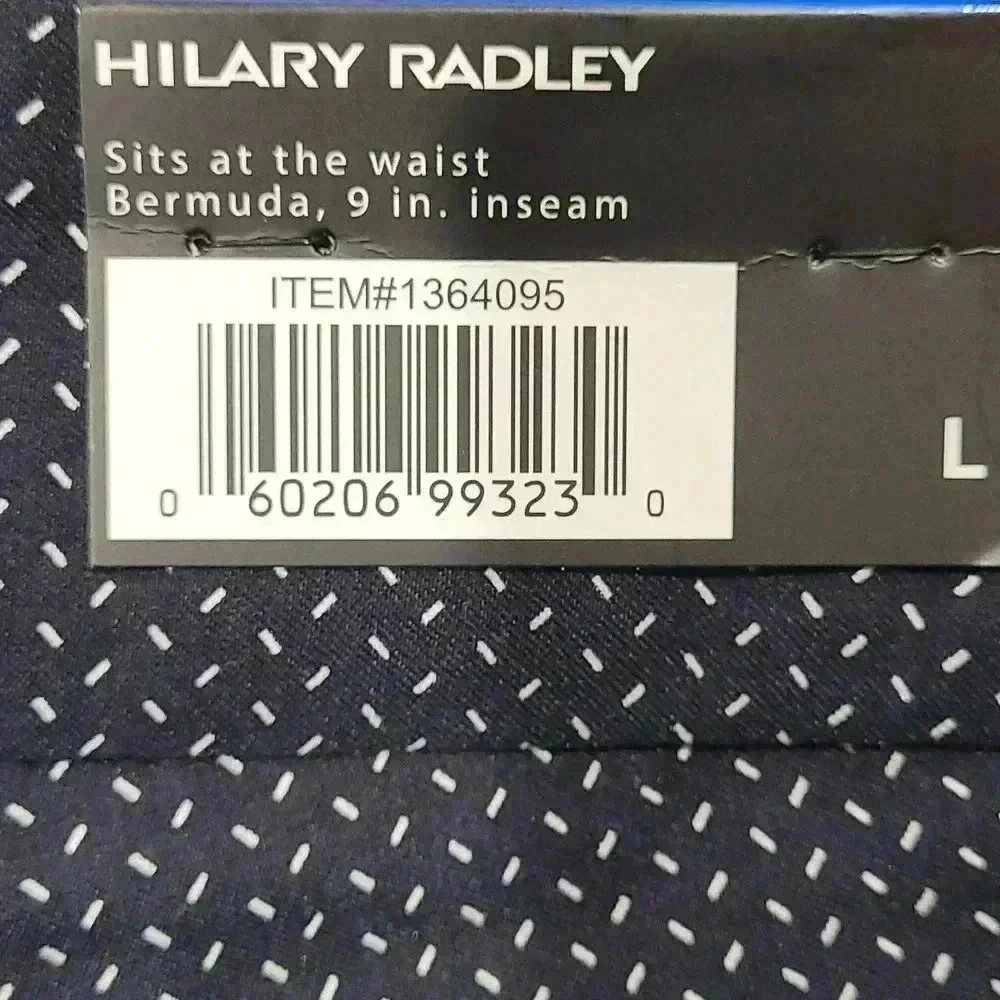 HILARY RADLEY
Sits at the waist
Bermuda, 9 in. inseam
ITEM#1364095
L
0 60206 99323 0